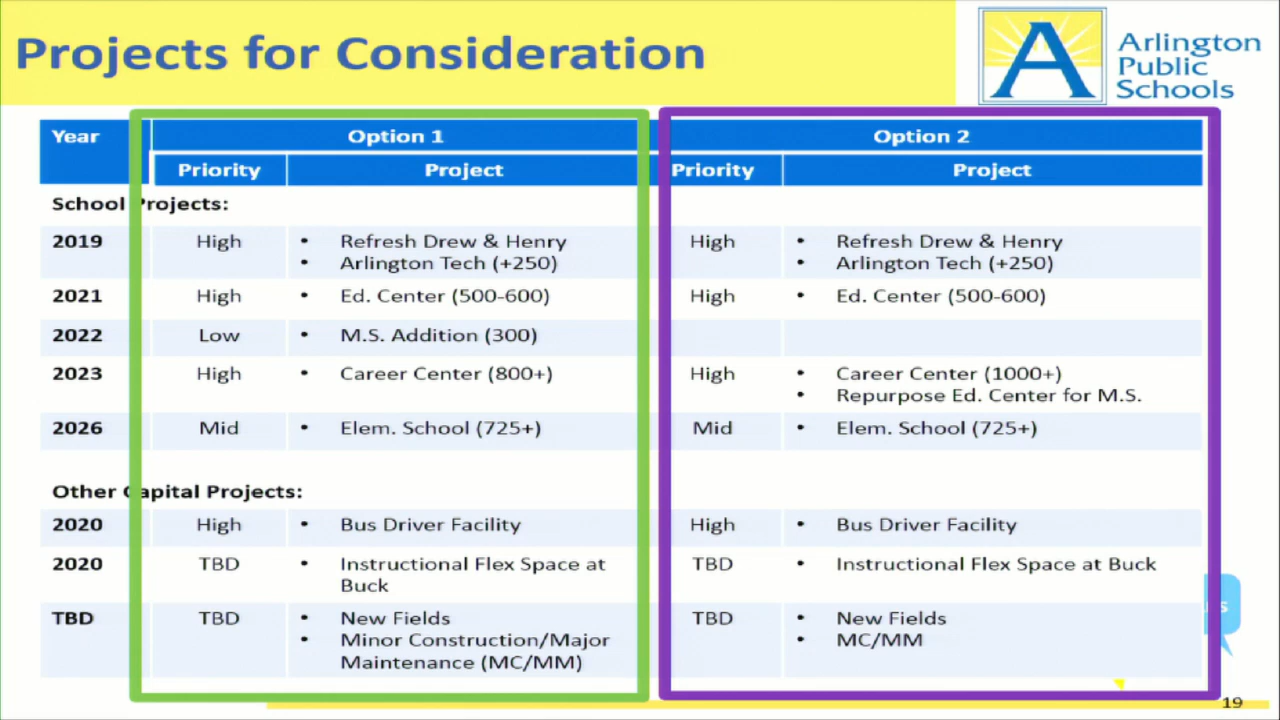 Projects for Consideration
Arlington
Public
Schools
Year Option 1 Option 2
Priority Project Priority Project
School Projects:
2019 High • Refresh Drew & Henry High • Refresh Drew & Henry
• Arlington Tech (+250) • Arlington Tech (+250)
2021 High • Ed. Center (500-600) High • Ed. Center (500-600)
2022 Low • M.S. Addition (300)
2023 High • Career Center (800+) High • Career Center (1000+)
• Repurpose Ed. Center for M.S.
2026 Mid • Elem. School (725+) Mid • Elem. School (725+)
Other Capital Projects:
2020 High • Bus Driver Facility High • Bus Driver Facility
2020 TBD • Instructional Flex Space at TBD • Instructional Flex Space at Buck
Buck
TBD TBD • New Fields TBD • New Fields
• Minor Construction/Major • MC/MM
Maintenance (MC/MM)
19